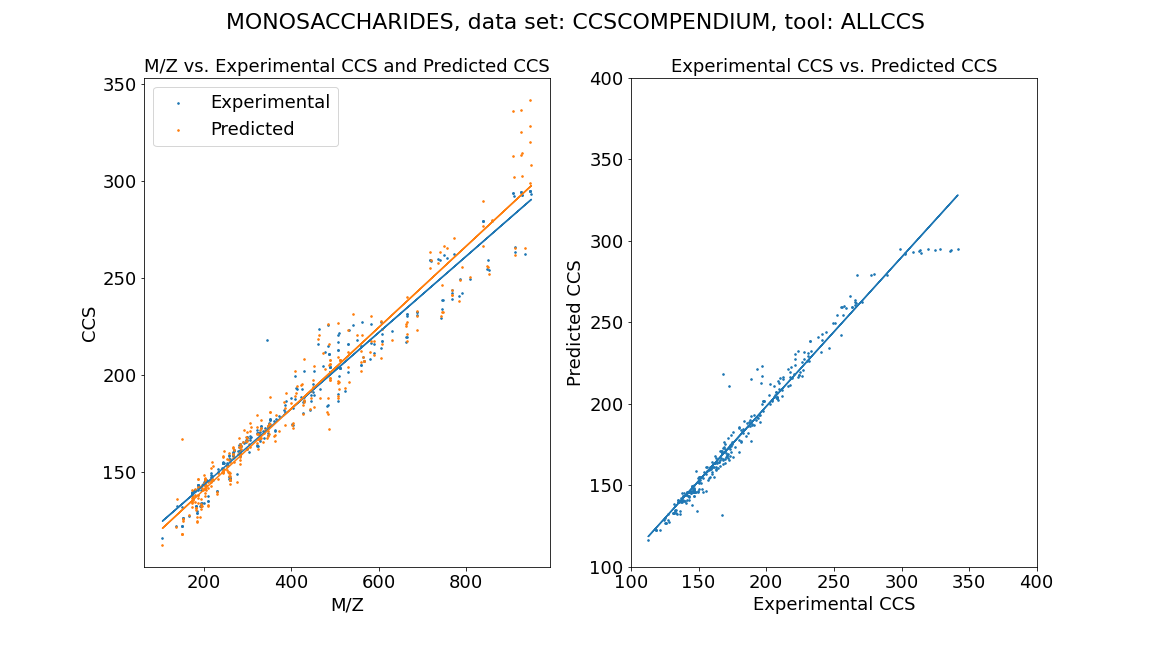 MONOSACCHARIDES, data set: CCSCOMPENDIUM, tool: ALLCCS
M/Z vs. Experimental CCS and Predicted CCS
350
300
250
200
150
CCS
Experimental
Predicted
200 400 600 800
M/Z
Experimental CCS vs. Predicted CCS
400
350
300
250
200
150
100
Predicted CCS
100 150 200 250 300 350 400
Experimental CCS